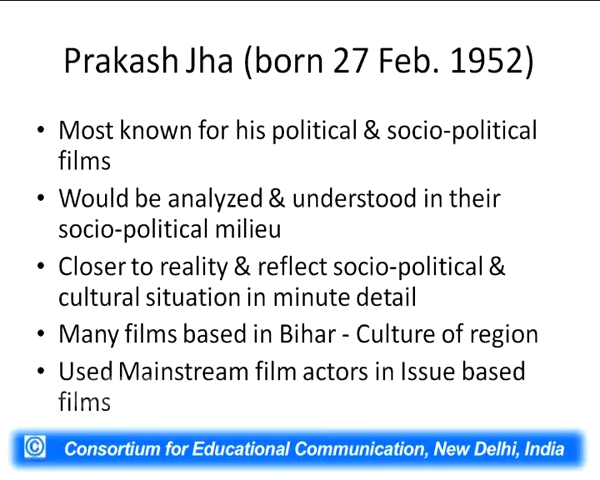 Prakash Jha (born 27 Feb. 1952)
• Most known for his political & socio-political
films
• Would be analyzed & understood in their
socio-political milieu
• Closer to reality & reflect socio-political &
cultural situation in minute detail
• Many films based in Bihar - Culture of region
• Used Mainstream film actors in Issue based
films
© Consortium for Educational Communication, New Delhi, India